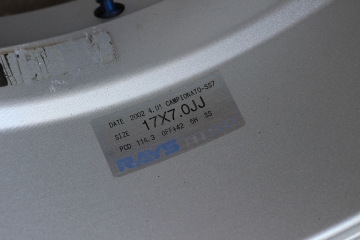 DATE 2002.4.01 CAMPIONATO-SS7
SIZE 17X7.0JJ
PCD 114.3 OFF+42 5H SS
RAYS